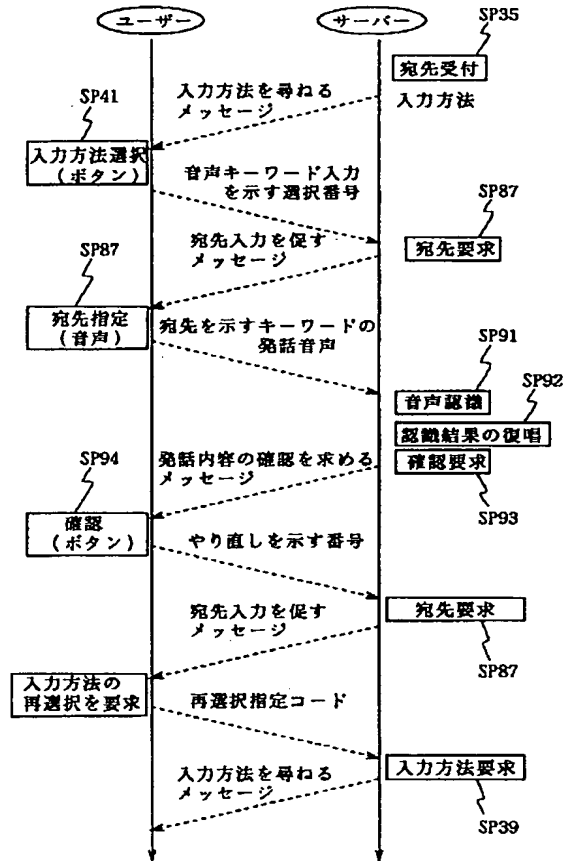 ユーザー
サーバー
SP35
宛先受付
入力方法を尋ねる
メッセージ
入力方法
SP41
入力方法選択
(ボタン)
音声キーワード入力
を示す選択番号
SP87
宛先要求
宛先入力を促す
メッセージ
SP87
宛先指定
(音声)
宛先を示すキーワードの
発話音声
SP91
音声認識
SP92
認識結果の復唱
発話内容の確認を求める
メッセージ
確認要求
SP93
SP94
確認
(ボタン)
やり直しを示す番号
宛先要求
SP87
宛先入力を促す
メッセージ
入力方法の
再選択を要求
再選択指定コード
入力方法要求
SP39
入力方法を尋ねる
メッセージ